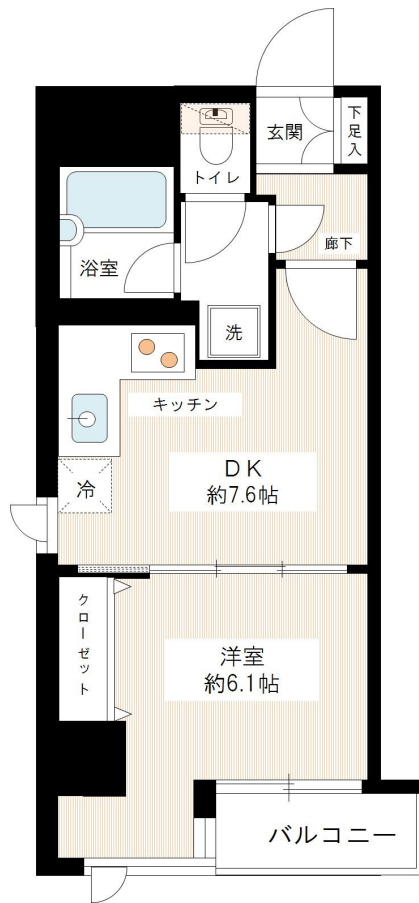 玄関
下足入
トイレ
廊下
浴室
洗
キッチン
DK
約7.6帖
冷
クローゼット
洋室
約6.1帖
バルコニー